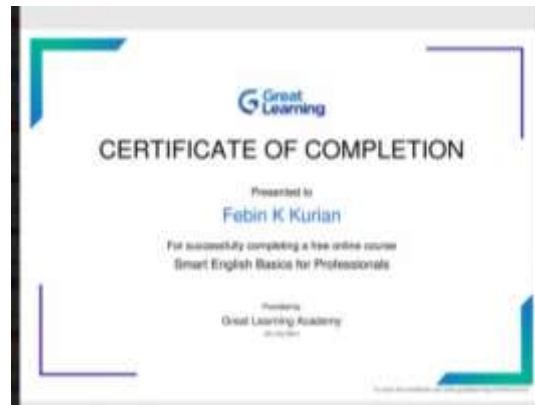 Great
Learning
CERTIFICATE OF COMPLETION
Presented to
Febin K Kurian
For successfully completing a free online course
Smart English Basics for Professionals
Provided by
Great Learning Academy